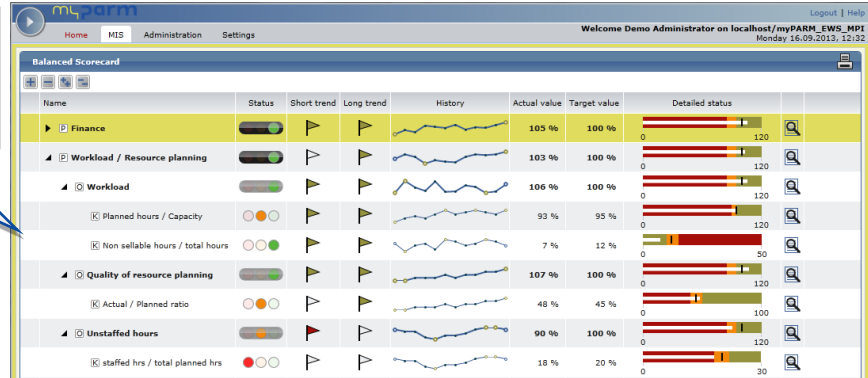 myparm
Logout | Help
Home MIS Administration Settings
Welcome Demo Administrator on localhost/myPARM_EWS_MPI
Monday 16.09.2013, 12:32
Balanced Scorecard
Name Status Short trend Long trend History Actual value Target value Detailed status
P Finance 105 % 100 %
0 120
P Workload / Resource planning 103 % 100 %
0 120
O Workload 106 % 100 %
0 120
K Planned hours / Capacity 93 % 95 %
0 120
K Non sellable hours / total hours 7 % 12 %
0 50
O Quality of resource planning 107 % 100 %
0 120
K Actual / Planned ratio 48 % 45 %
0 100
O Unstaffed hours 90 % 100 %
0 120
K staffed hrs / total planned hrs 18 % 20 %
0 30